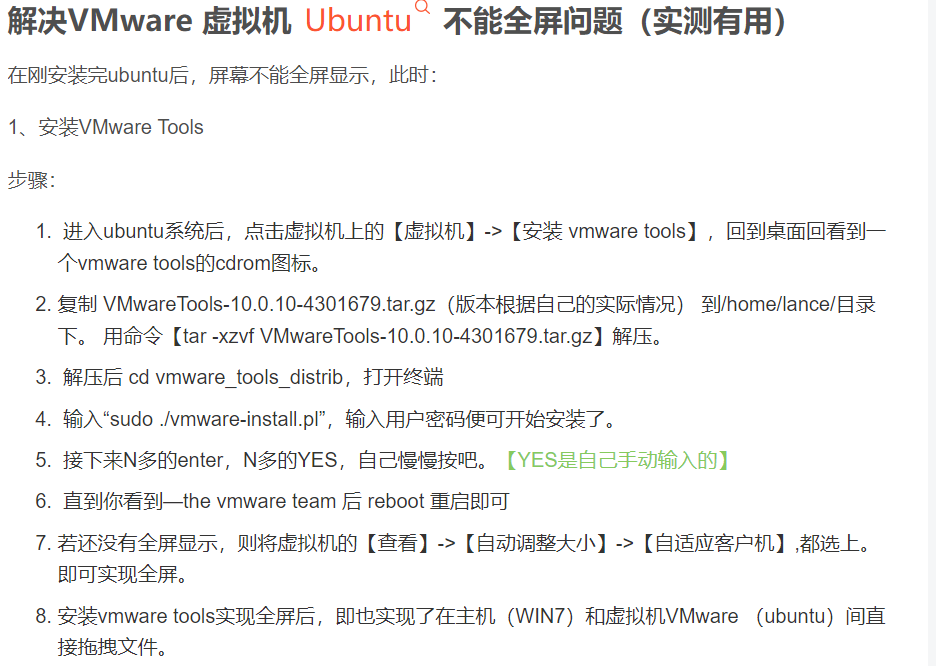 解决VMware 虚拟机 Ubuntu 不能全屏问题（实测有用）
在刚安装完ubuntu后，屏幕不能全屏显示，此时：
1、安装VMware Tools
步骤：
1. 进入ubuntu系统后，点击虚拟机上的【虚拟机】->【安装 vmware tools】，回到桌面回看到一
个vmware tools的cdrom图标。
2. 复制 VMwareTools-10.0.10-4301679.tar.gz（版本根据自己的实际情况） 到/home/lance/目录
下。 用命令【tar -xzvf VMwareTools-10.0.10-4301679.tar.gz】解压。
3. 解压后 cd vmware_tools_distrib，打开终端
4. 输入“sudo ./vmware-install.pl”，输入用户密码便可开始安装了。
5. 接下来N多的enter，N多的YES，自己慢慢按吧。【YES是自己手动输入的】
6. 直到你看到—the vmware team 后 reboot 重启即可
7. 若还没有全屏显示，则将虚拟机的【查看】->【自动调整大小】->【自适应客户机】,都选上。
即可实现全屏。
8. 安装vmware tools实现全屏后，即也实现了在主机（WIN7）和虚拟机VMware （ubuntu）间直
接拖拽文件。